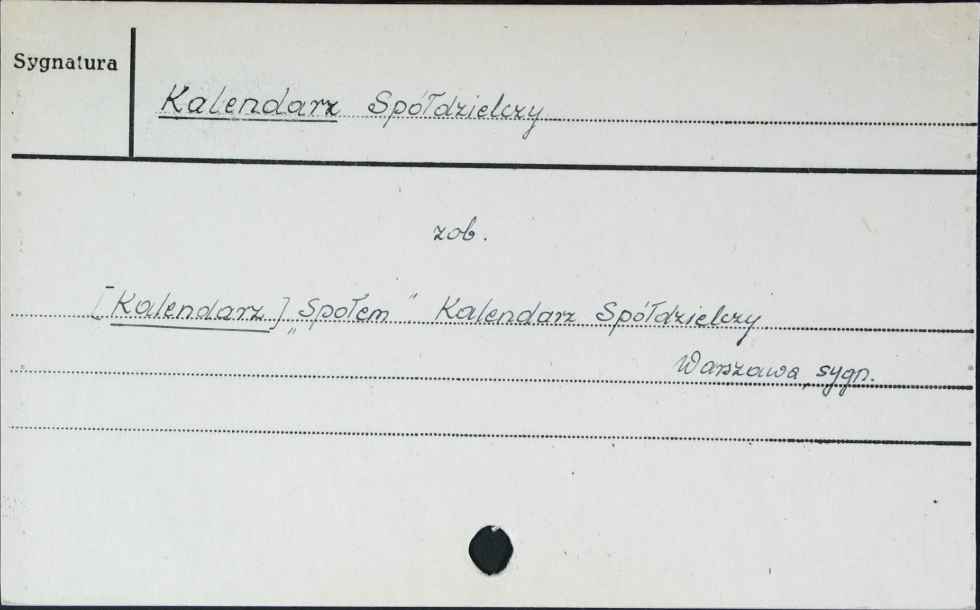 Sygnatura
Kalendarz Spółdzielczy
zob.
[Kalendarz] „Społem" Kalendarz Spółdzielczy
Warszawa, sygn.